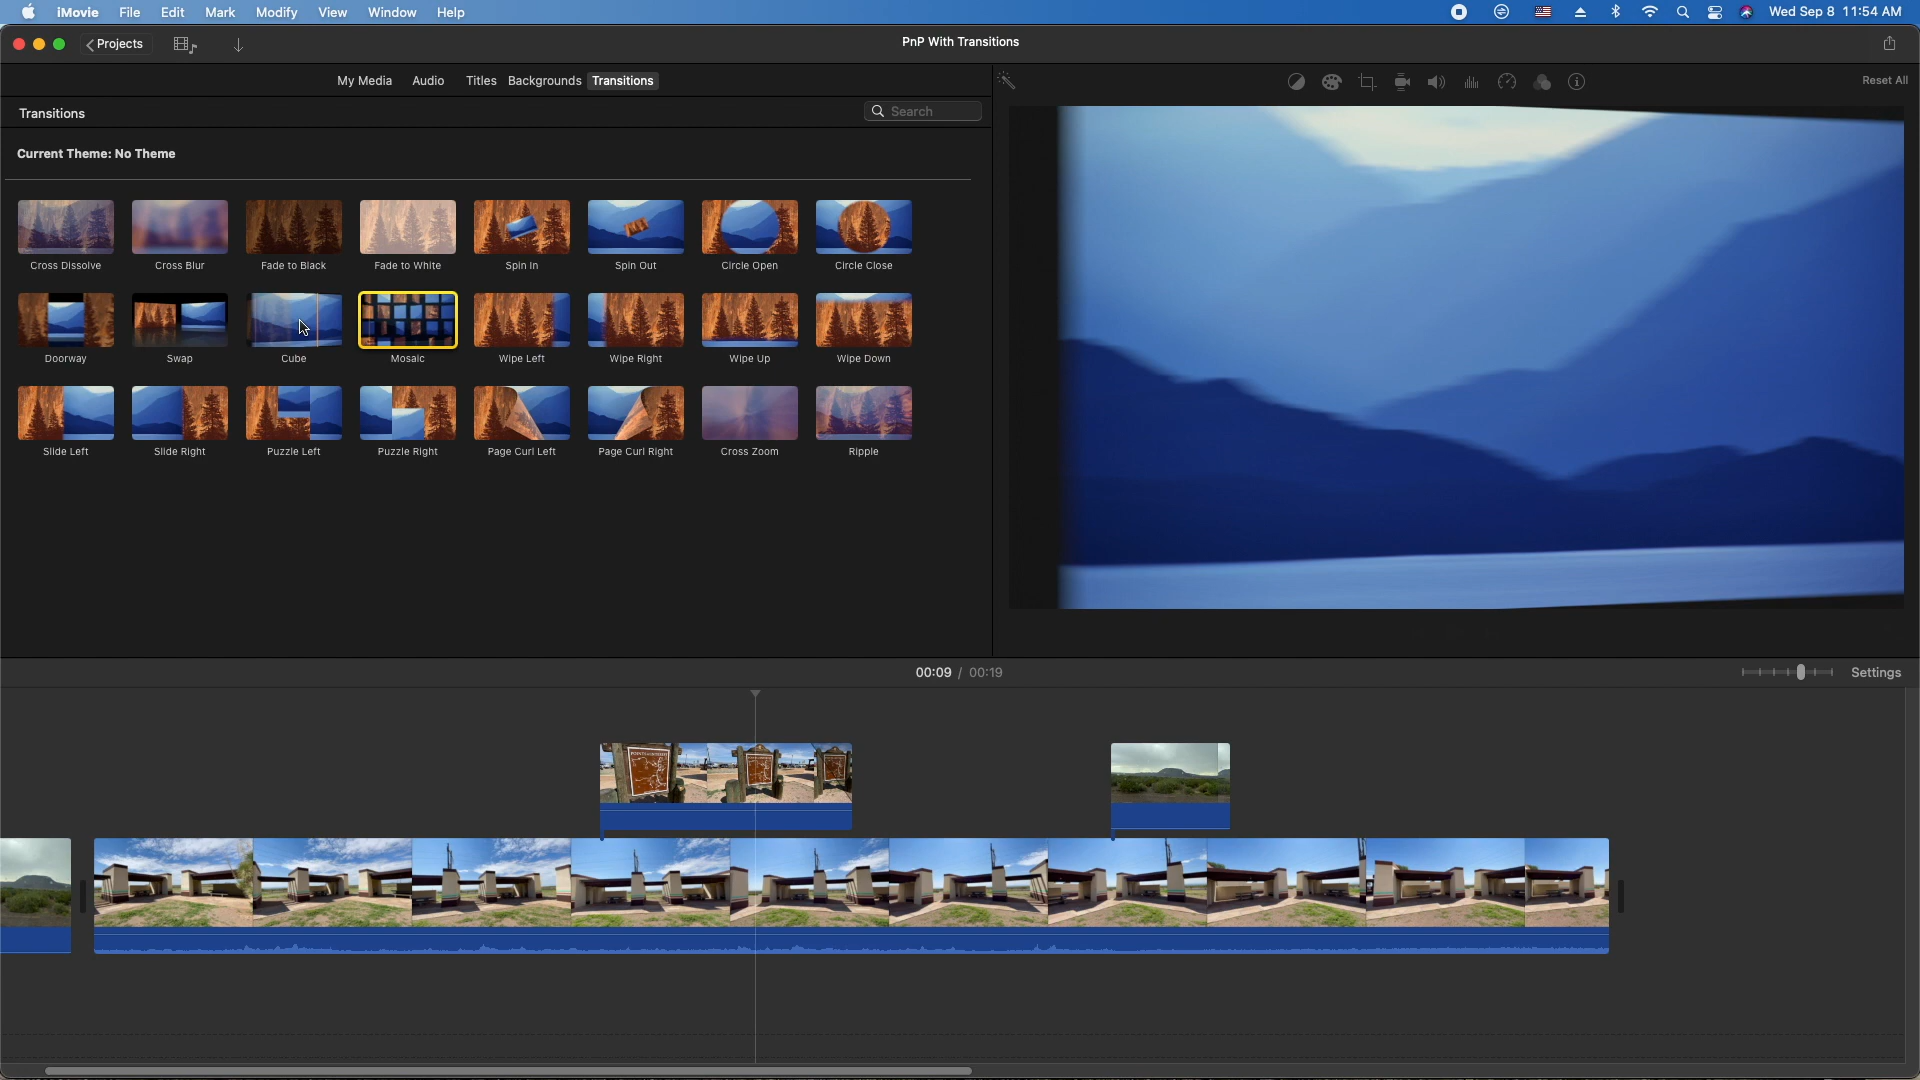 iMovie File Edit Mark Modify View Window Help Wed Sep 8 11:54 AM
Projects PnP With Transitions
My Media Audio Titles Backgrounds Transitions Reset All
Transitions Search
Current Theme: No Theme
Cross Dissolve Cross Blur Fade to Black Fade to White Spin In Spin Out Circle Open Circle Close
Doorway Swap Cube Mosaic Wipe Left Wipe Right Wipe Up Wipe Down
Slide Left Slide Right Puzzle Left Puzzle Right Page Curl Left Page Curl Right Cross Zoom Ripple
00:09 / 00:19 Settings